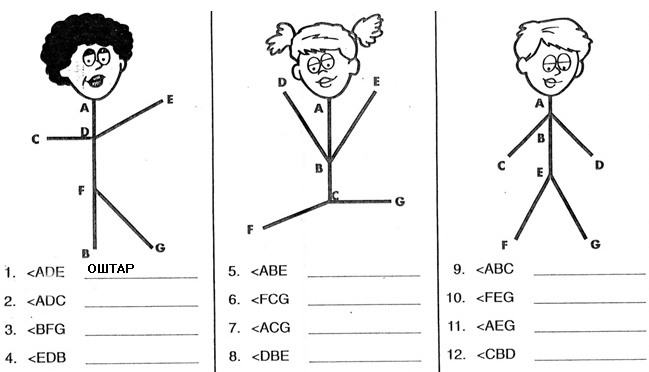 A
E
C
D
F
B
G
1. <ADE ОШТАР
2. <ADC
3. <BFG
4. <EDB
D
E
A
B
C
G
F
5. <ABE
6. <FCG
7. <ACG
8. <DBE
A
B
C
D
E
F
G
9. <ABC
10. <FEG
11. <AEG
12. <CBD